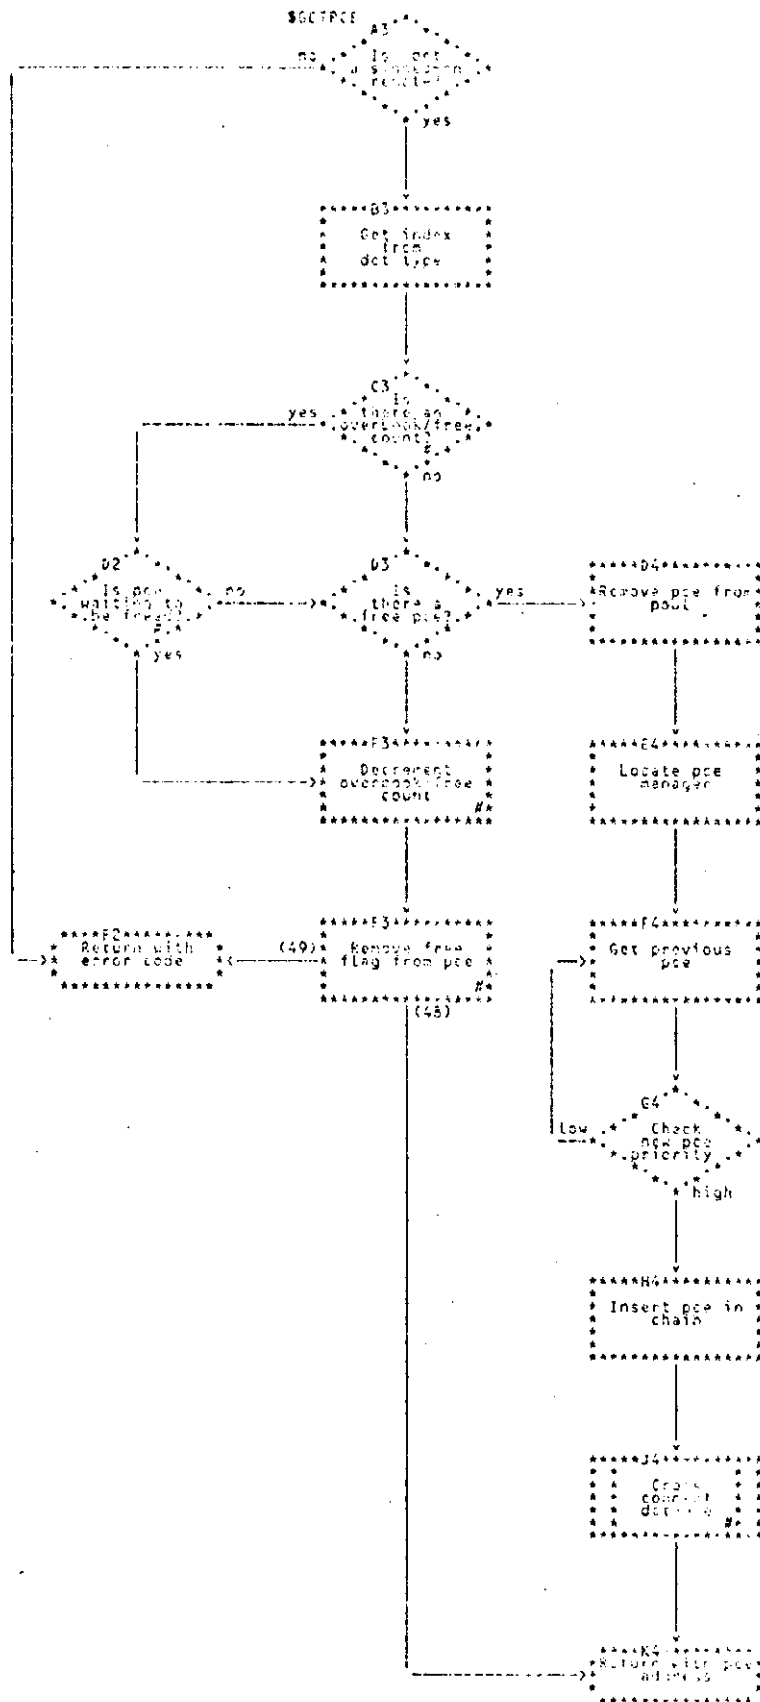 $GETPCE
A3
no
yes
B3
Get index
from
dct type
C3
Is
there an
overbook/free
count?
#
yes
no
D2
Is pce
waiting to
be freed?
#
no
yes
D3
Is
there a
free pce?
yes
no
D4
Remove pce from
pool
E3
Decrement
overbook/free
count
#
E4
Locate pce
manager
F2
Return with
error code
(49)
F3
Remove free
flag from pce
#
(48)
F4
Get previous
pce
G4
Check
new pce
priority
low
high
H4
Insert pce in
chain
J4
#
K4
Return with pce
address